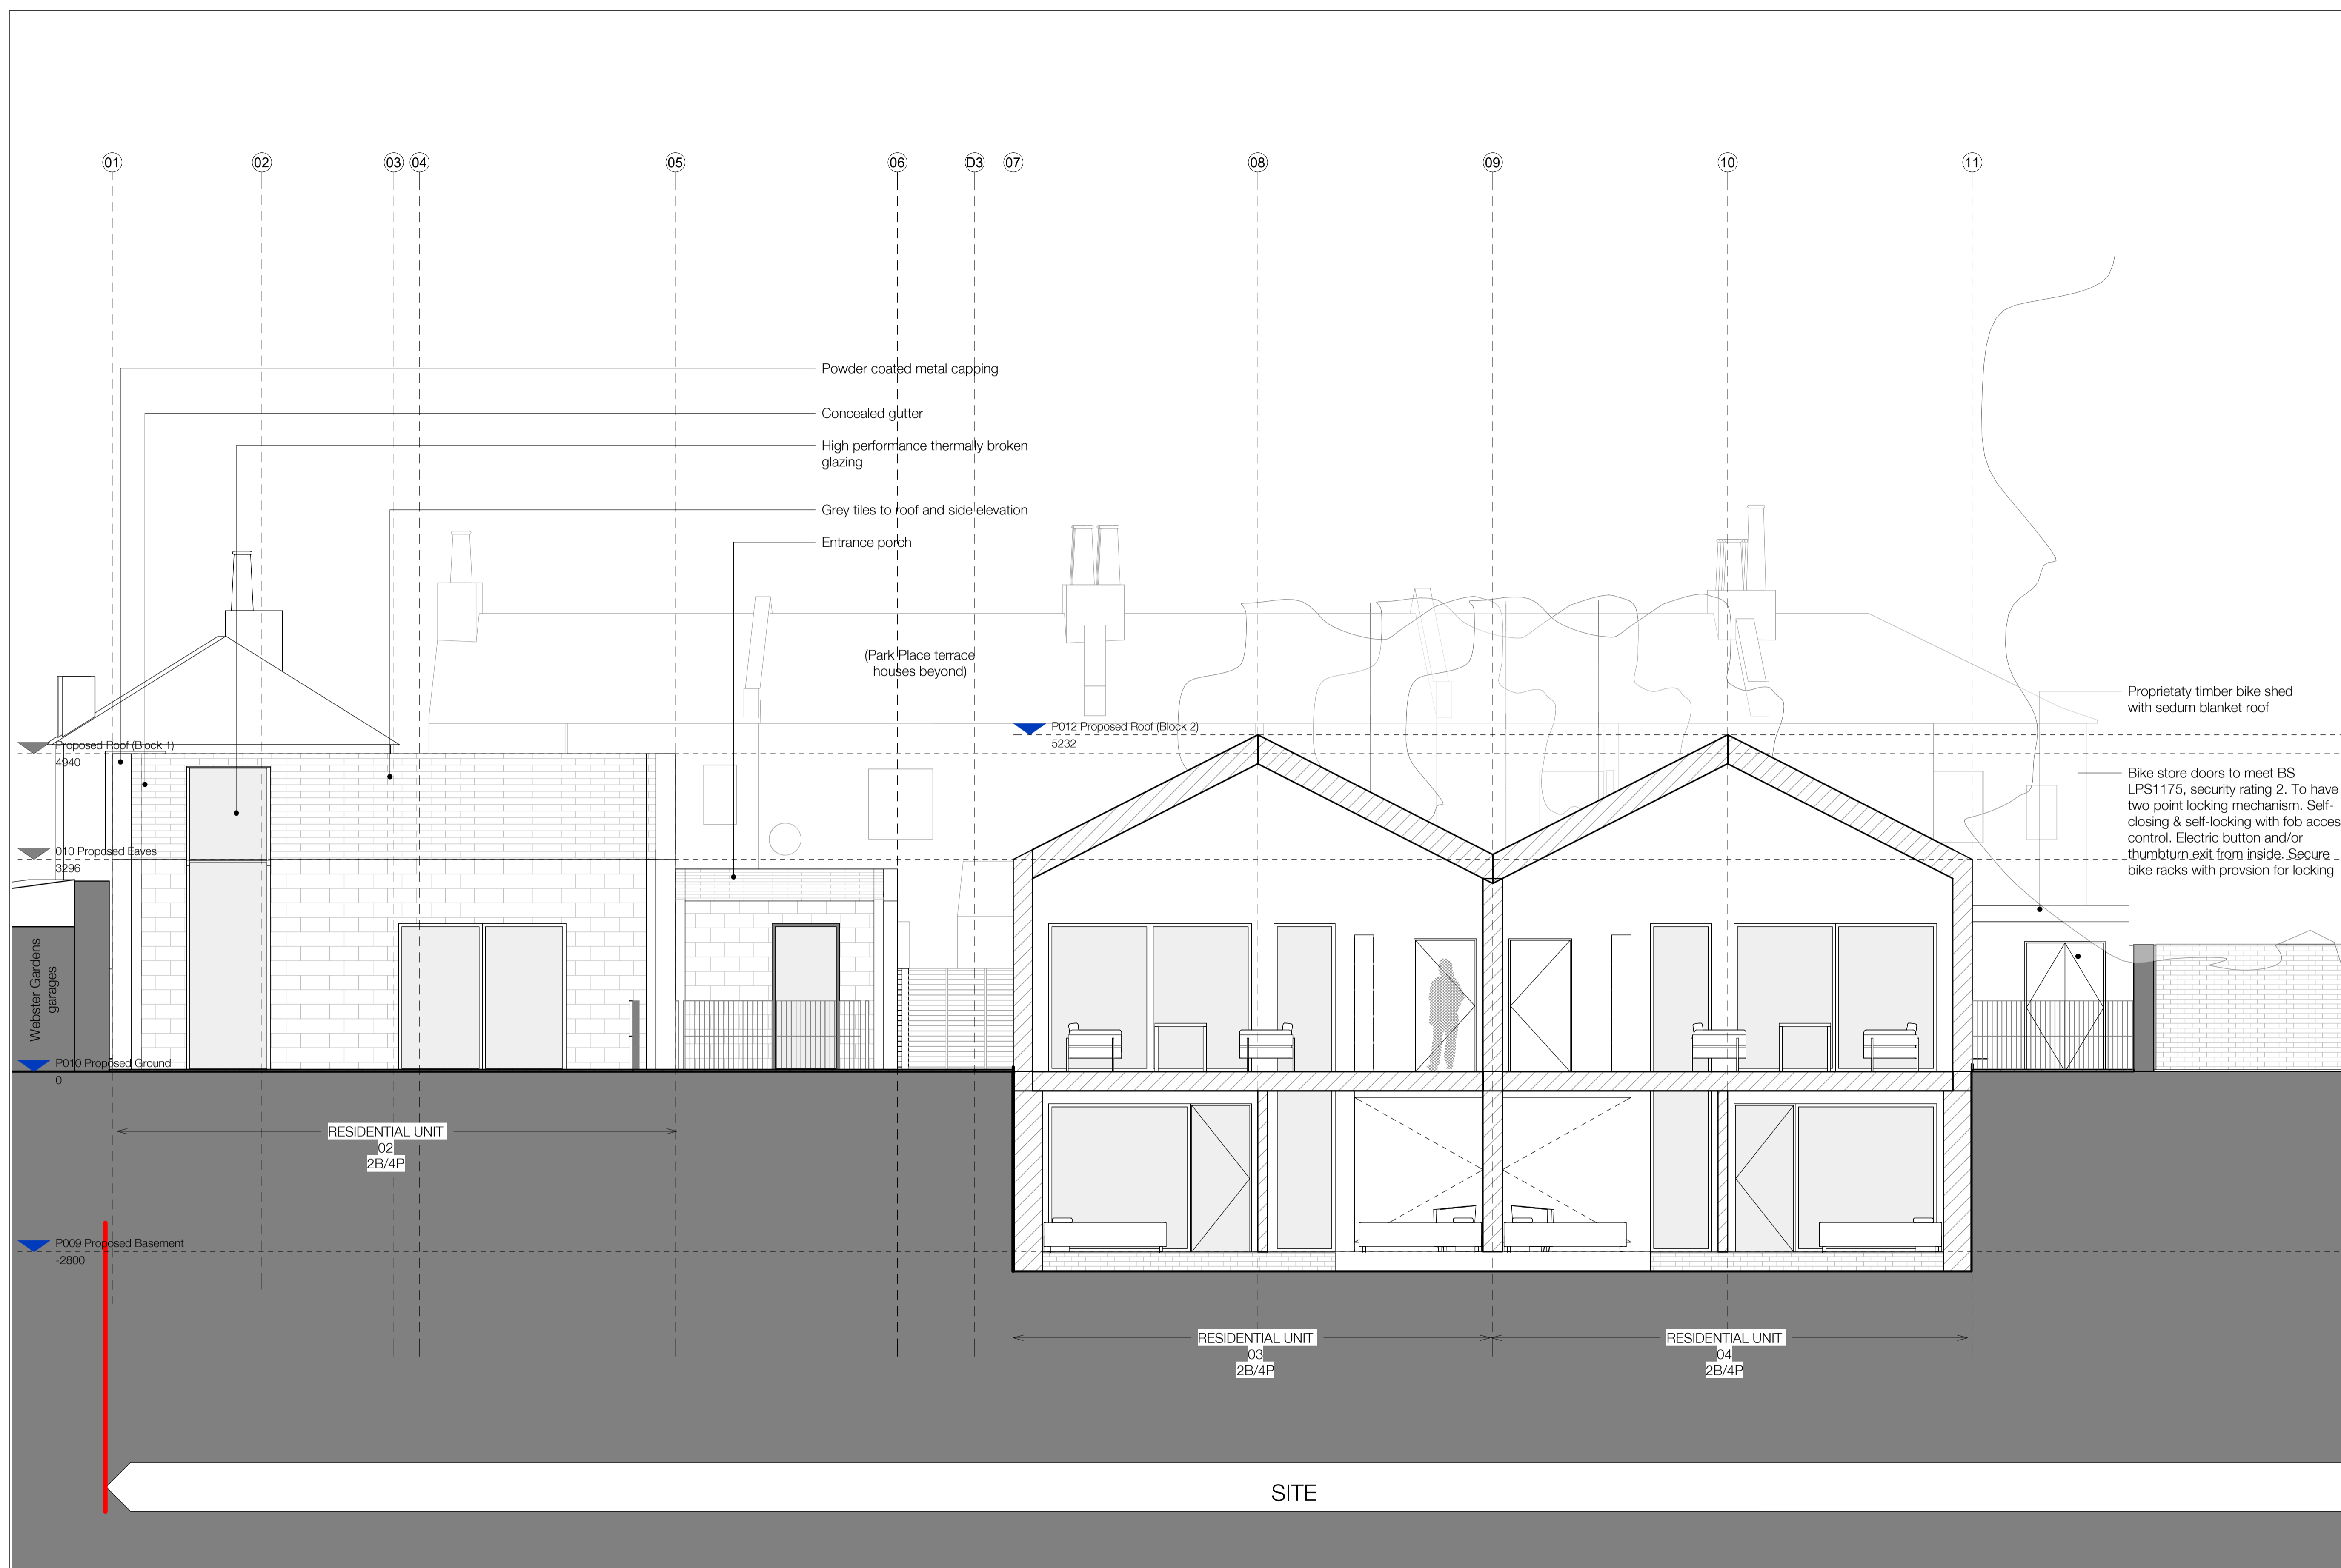 01
02
03
04
05
06
D3
07
08
09
10
11
Powder coated metal capping
Concealed gutter
High performance thermally broken
glazing
Grey tiles to roof and side elevation
Entrance porch
(Park Place terrace
houses beyond)
Proprietaty timber bike shed
with sedum blanket roof
P012 Proposed Roof (Block 2)
5232
Proposed Roof (Block 1)
4940
Bike store doors to meet BS
LPS1175, security rating 2. To have
two point locking mechanism. Self-
closing & self-locking with fob acces
control. Electric button and/or
thumbturn exit from inside. Secure
bike racks with provsion for locking
010 Proposed Eaves
3296
Webster Gardens
garages
P010 Proposed Ground
0
RESIDENTIAL UNIT
02
2B/4P
P009 Proposed Basement
-2800
RESIDENTIAL UNIT
03
2B/4P
RESIDENTIAL UNIT
04
2B/4P
SITE